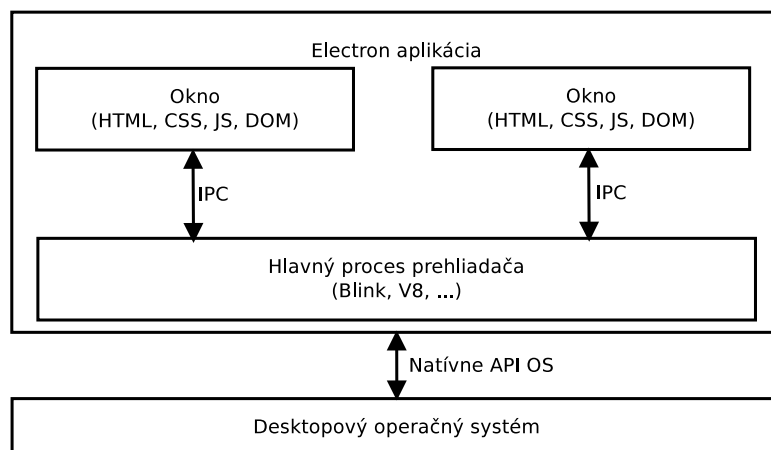 Electron aplikácia
Okno
(HTML, CSS, JS, DOM)
Okno
(HTML, CSS, JS, DOM)
IPC
IPC
Hlavný proces prehliadača
(Blink, V8, ...)
Natívne API OS
Desktopový operačný systém